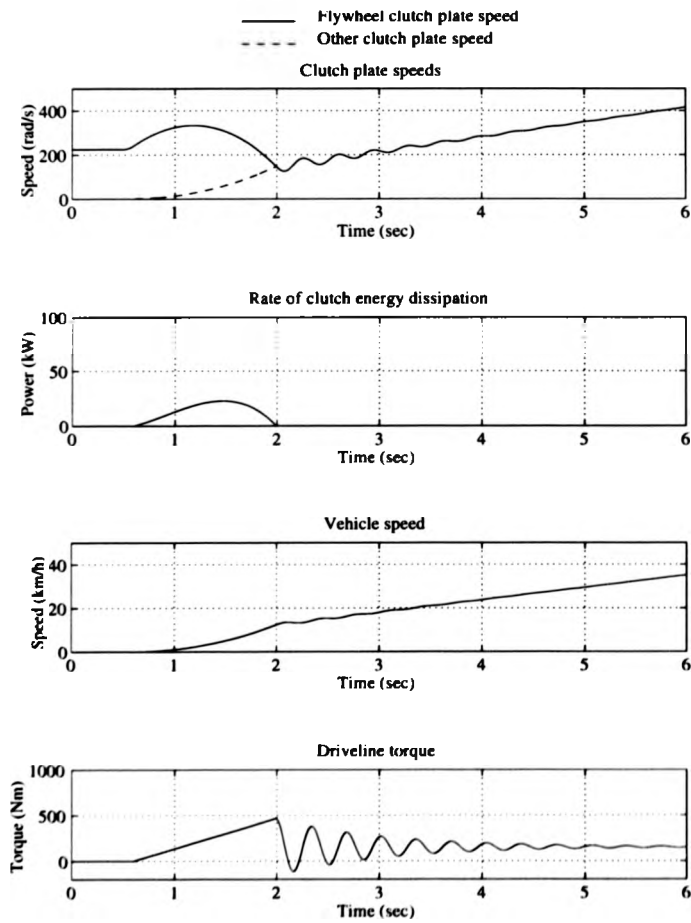 Flywheel clutch plate speed
Other clutch plate speed
Clutch plate speeds
Speed (rad/s)
400
200
0
0 1 2 3 4 5 6
Time (sec)
Rate of clutch energy dissipation
Power (kW)
100
50
0
0 1 2 3 4 5 6
Time (sec)
Vehicle speed
Speed (km/h)
40
20
0
0 1 2 3 4 5 6
Time (sec)
Driveline torque
Torque (Nm)
1000
500
0
0 1 2 3 4 5 6
Time (sec)